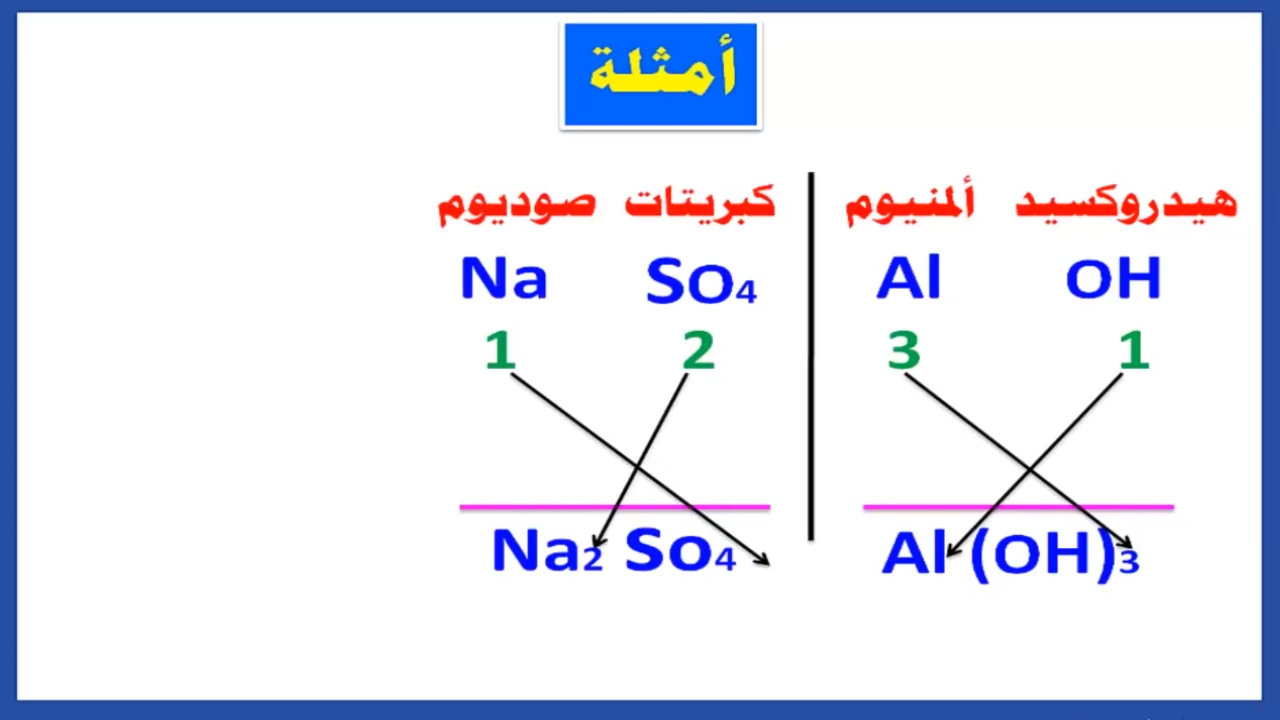 أمثلة
هيدروكسيد ألمنيوم
Al OH
3 1
Al (OH)3
كبريتات صوديوم
Na SO4
1 2
Na2 So4